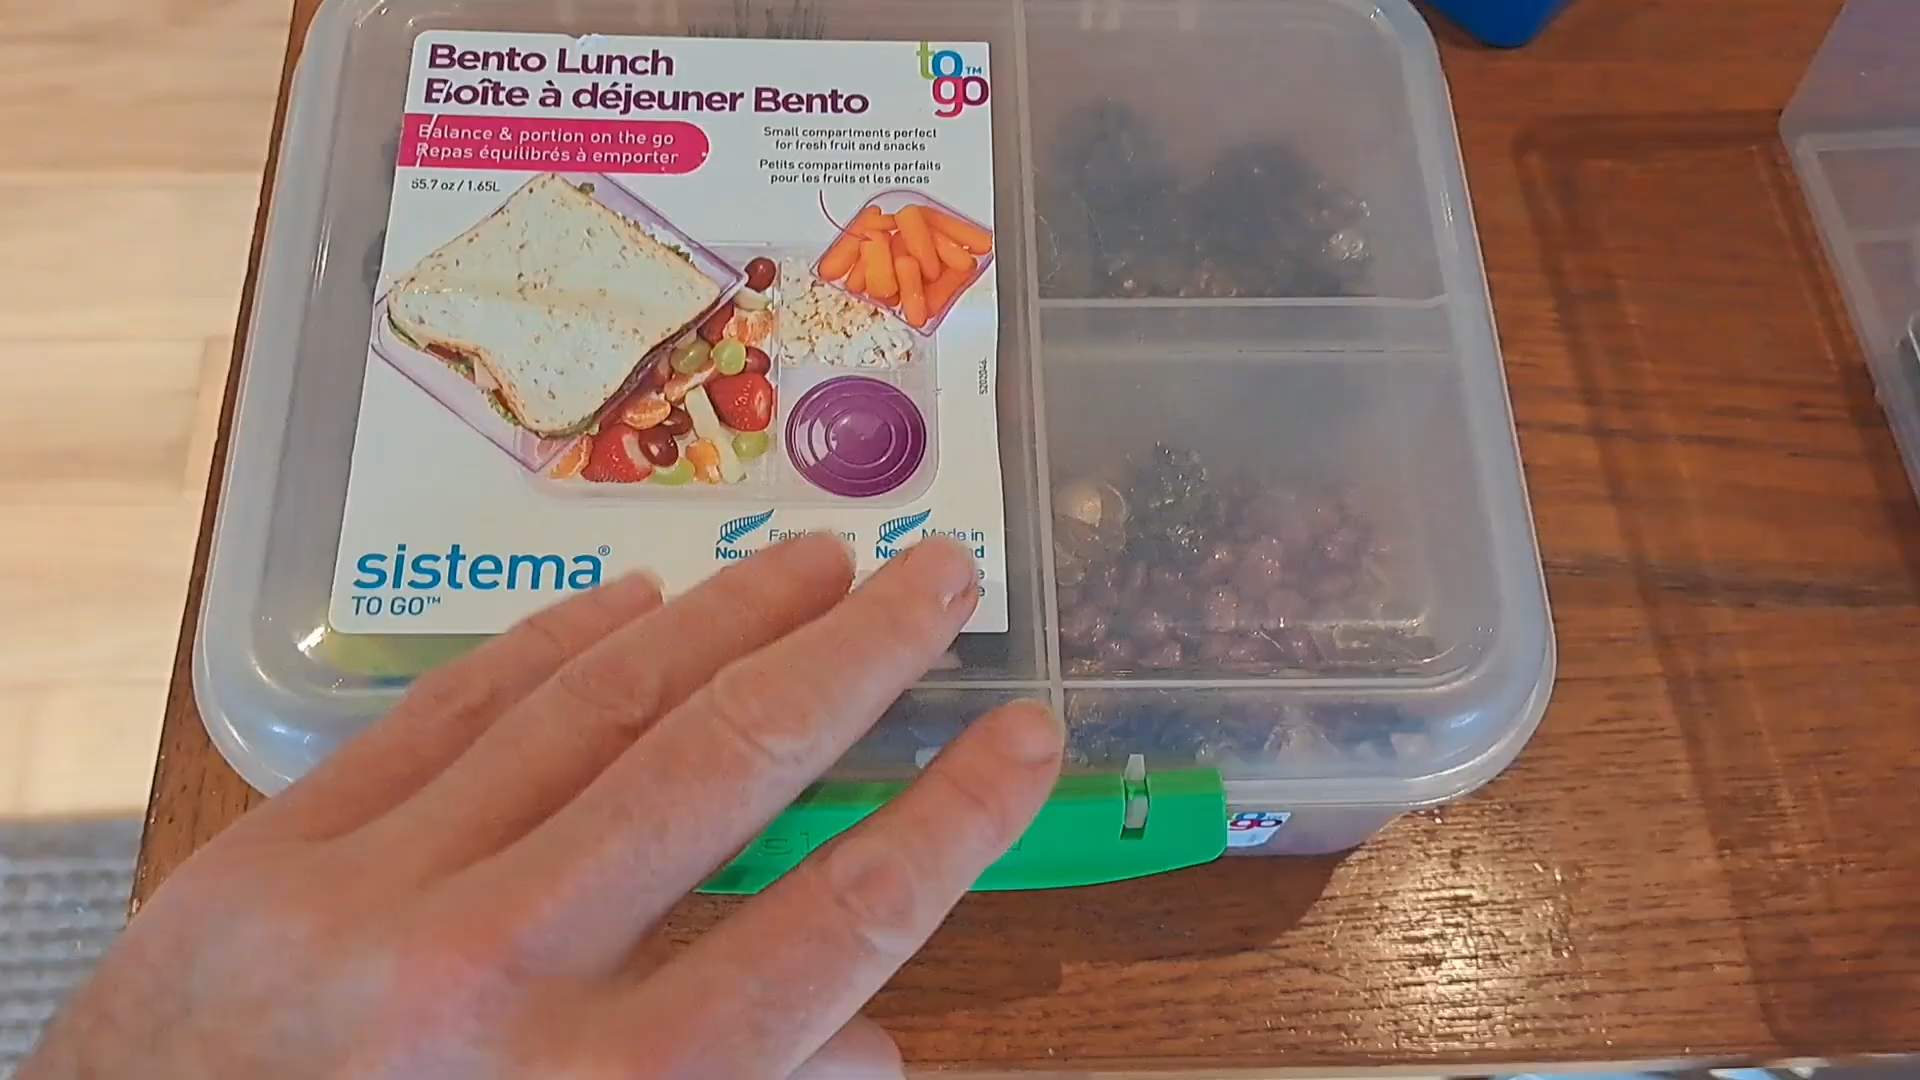 Bento Lunch
Boîte à déjeuner Bento
to go™
Balance & portion on the go
Repas équilibrés à emporter
55.7 oz / 1.65L
Small compartments perfect
for fresh fruit and snacks
Petits compartiments parfaits
pour les fruits et les encas
sistema®
TO GO™
Made in
to go